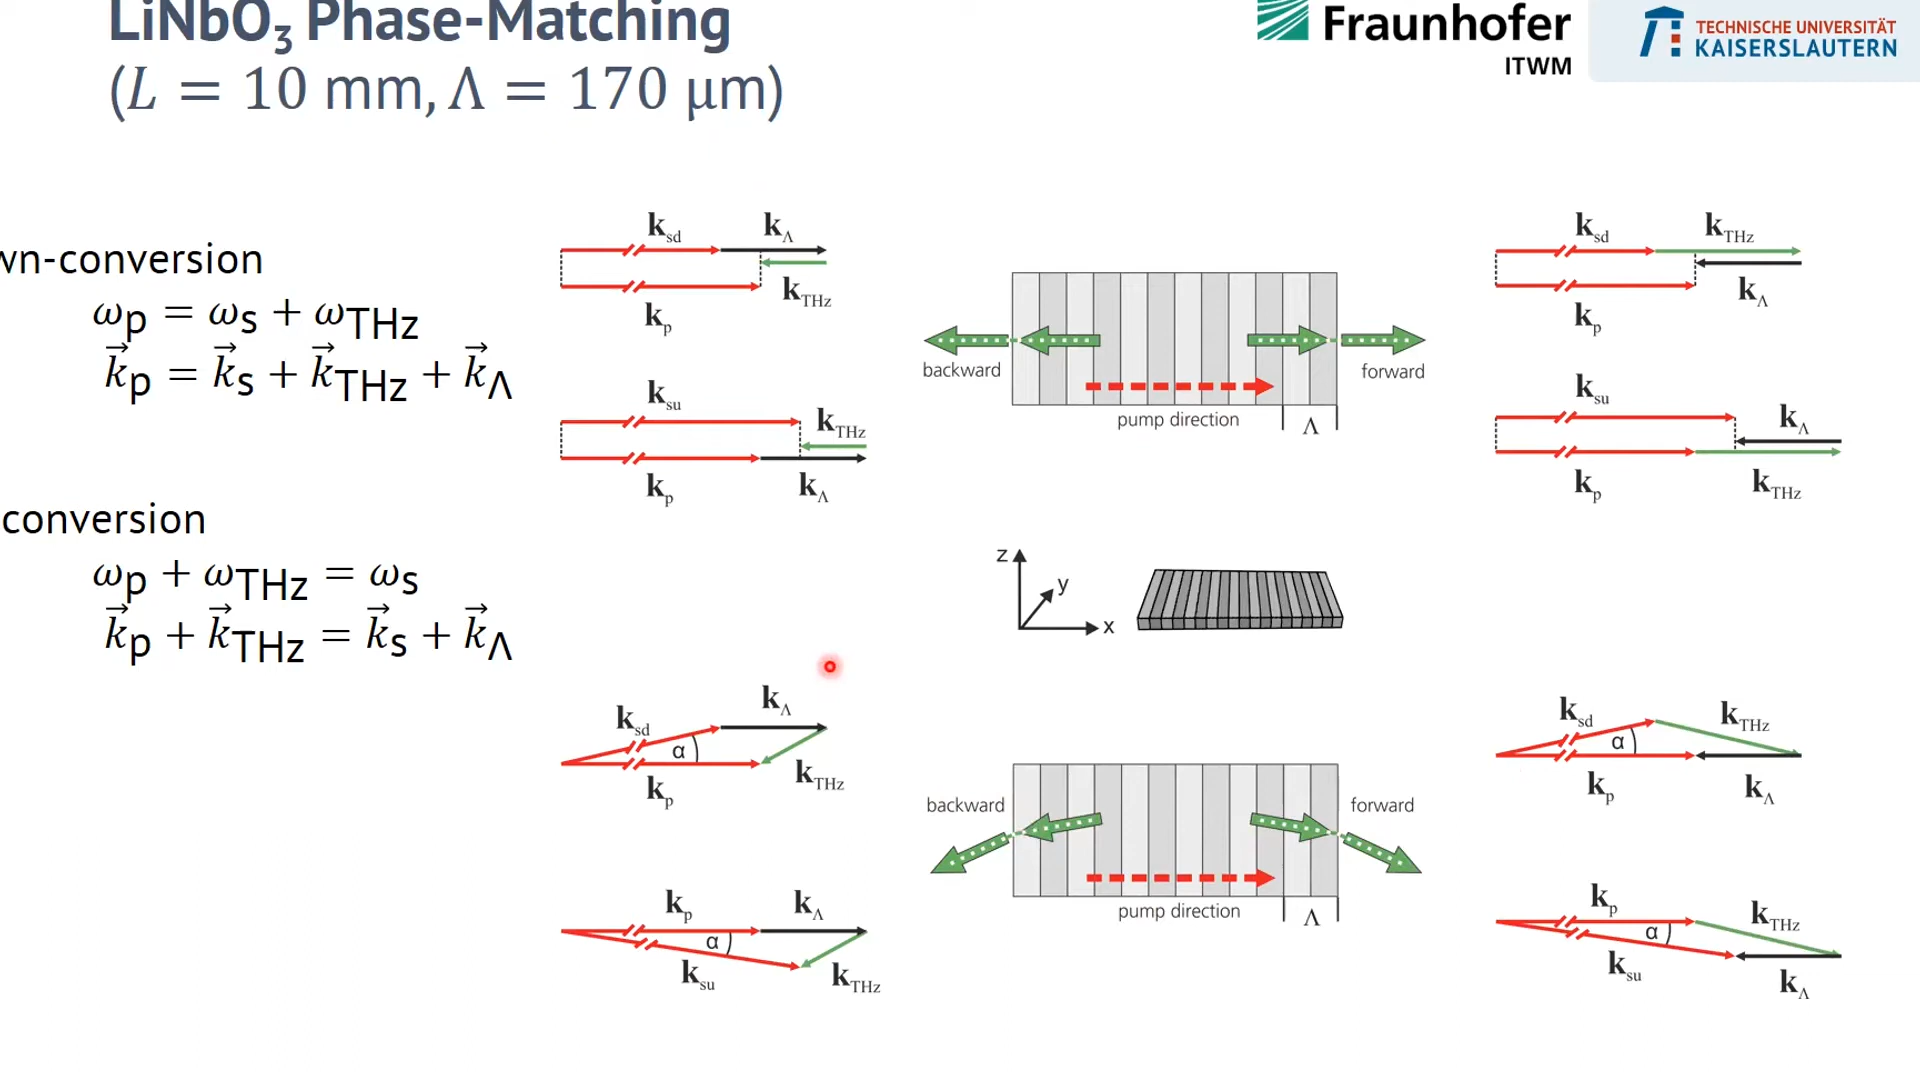 LiNbO₃ Phase-Matching
(L = 10 mm, Λ = 170 μm)
Fraunhofer
ITWM
TECHNISCHE UNIVERSITÄT
KAISERSLAUTERN
wn-conversion
ωp = ωs + ωTHz
k⃗p = k⃗s + k⃗THz + k⃗Λ
conversion
ωp + ωTHz = ωs
k⃗p + k⃗THz = k⃗s + k⃗Λ
ksd kΛ
kTHz
kp
ksu
kTHz
kp kΛ
backward
forward
pump direction Λ
ksd kTHz
kΛ
kp
ksu
kΛ
kp kTHz
z
y
x
ksd kΛ
α
kTHz
kp
kp kΛ
α
ksu kTHz
backward
forward
pump direction Λ
ksd kTHz
α
kp kΛ
kp kTHz
α
ksu kΛ